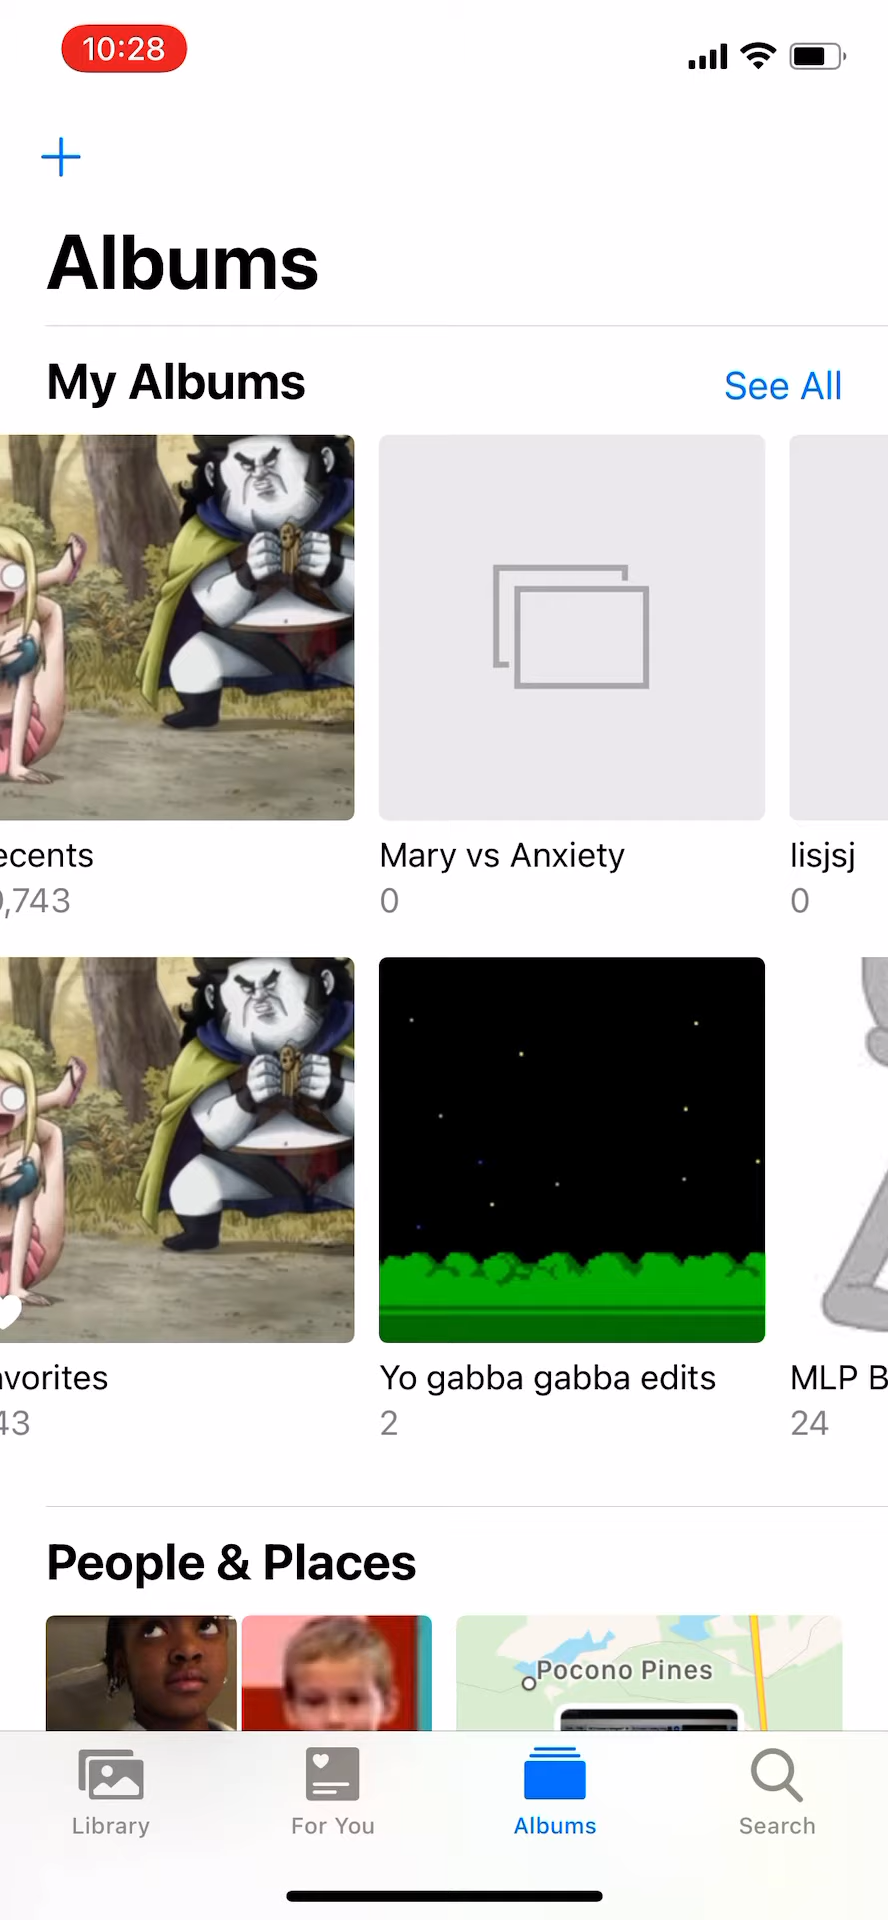 10:28
Albums
My Albums
See All
ecents
,743
Mary vs Anxiety
0
lisjsj
0
vorites
43
Yo gabba gabba edits
2
MLP B
24
People & Places
Pocono Pines
Library
For You
Albums
Search